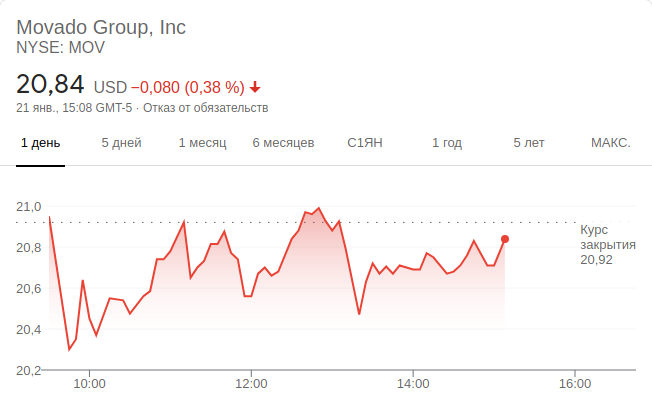 Movado Group, Inc
NYSE: MOV
20,84 USD −0,080 (0,38 %)
21 янв., 15:08 GMT-5 · Отказ от обязательств
1 день 5 дней 1 месяц 6 месяцев С1ЯН 1 год 5 лет МАКС.
21,0
20,8
20,6
20,4
20,2
Курс
закрытия
20,92
10:00 12:00 14:00 16:00